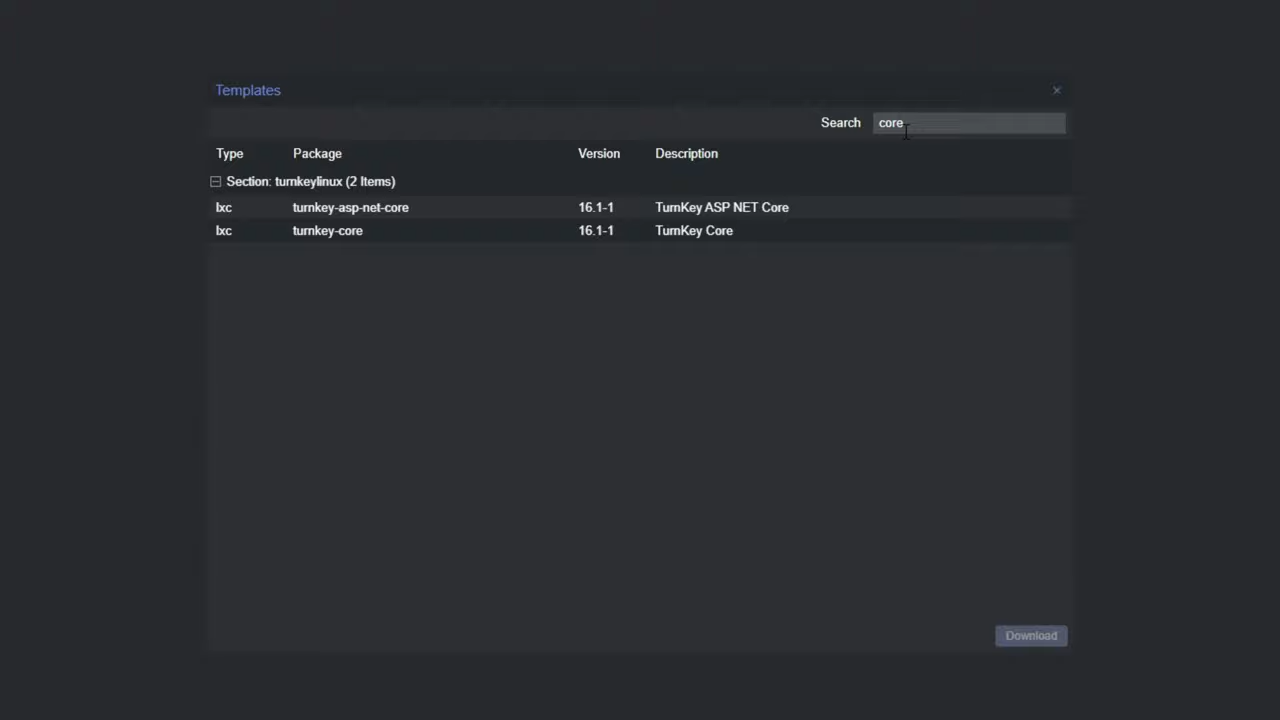 Templates
Search core
Type Package Version Description
Section: turnkeylinux (2 Items)
lxc turnkey-asp-net-core 16.1-1 TurnKey ASP NET Core
lxc turnkey-core 16.1-1 TurnKey Core
Download